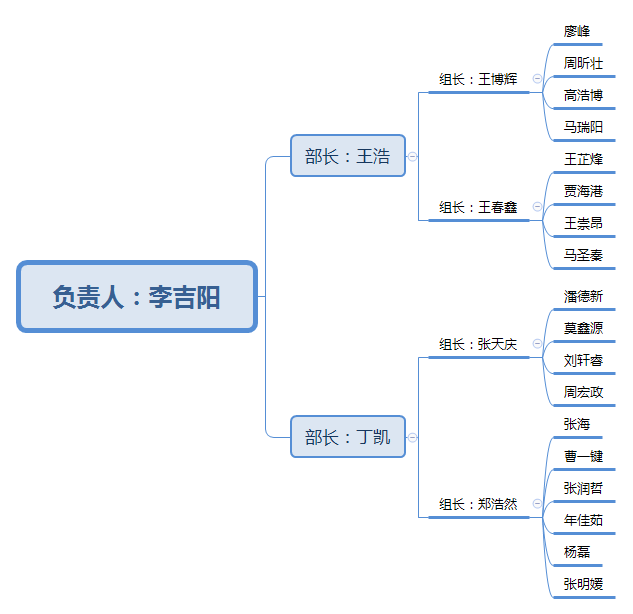 负责人：李吉阳
部长：王浩
组长：王博辉
廖峰
周昕壮
高浩博
马瑞阳
组长：王春鑫
王芷烽
贾海港
王崇昂
马圣秦
部长：丁凯
组长：张天庆
潘德新
莫鑫源
刘轩睿
周宏政
组长：郑浩然
张海
曹一键
张润哲
年佳茹
杨磊
张明媛